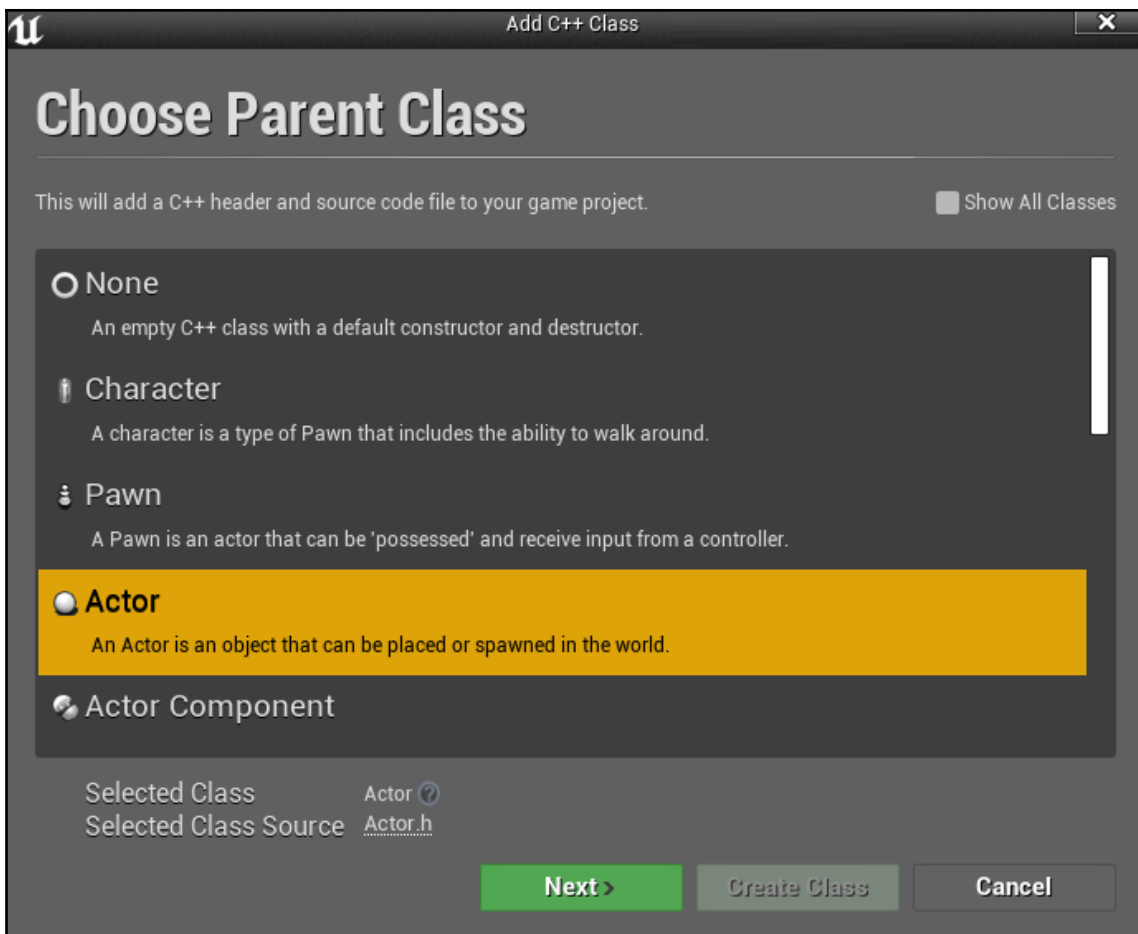 Add C++ Class
Choose Parent Class
This will add a C++ header and source code file to your game project.
Show All Classes
None
An empty C++ class with a default constructor and destructor.
Character
A character is a type of Pawn that includes the ability to walk around.
Pawn
A Pawn is an actor that can be 'possessed' and receive input from a controller.
Actor
An Actor is an object that can be placed or spawned in the world.
Actor Component
Selected Class Actor ?
Selected Class Source Actor.h
Next >
Create Class
Cancel